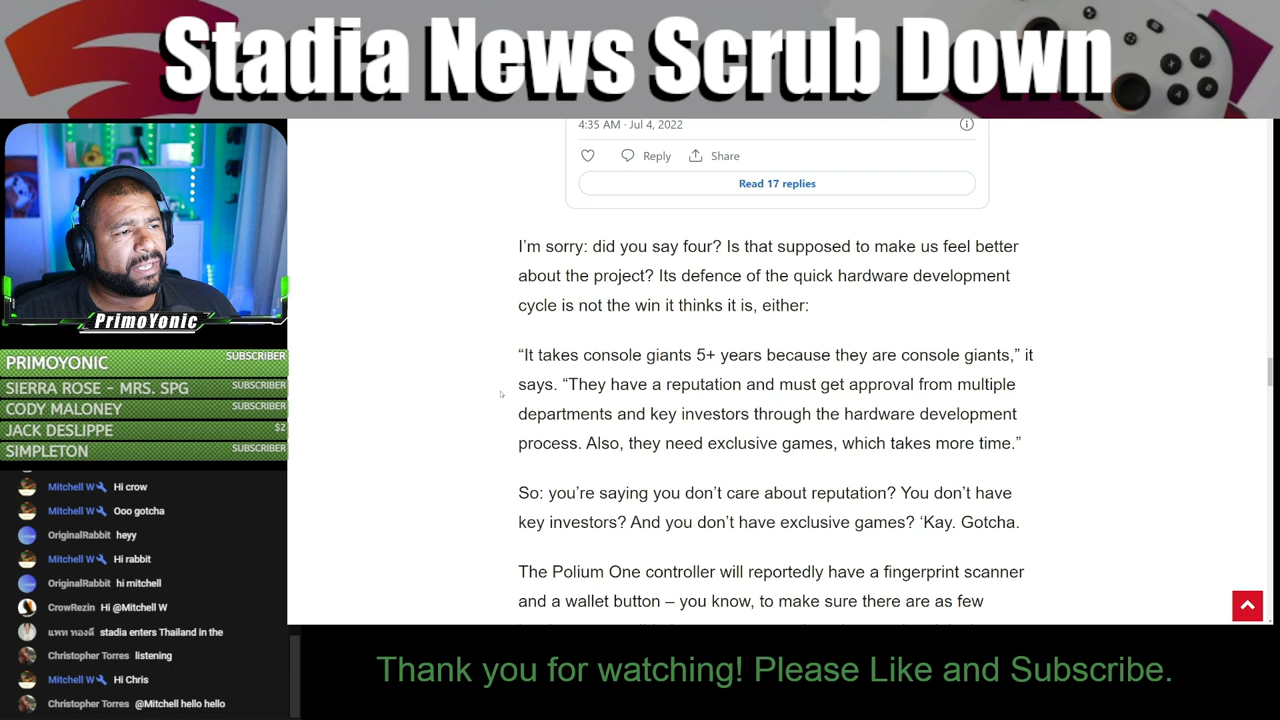 Stadia News Scrub Down
4:35 AM · Jul 4, 2022
Reply
Share
Read 17 replies
I'm sorry: did you say four? Is that supposed to make us feel better
about the project? Its defence of the quick hardware development
cycle is not the win it thinks it is, either:
“It takes console giants 5+ years because they are console giants,” it
says. “They have a reputation and must get approval from multiple
departments and key investors through the hardware development
process. Also, they need exclusive games, which takes more time.”
So: you're saying you don't care about reputation? You don't have
key investors? And you don't have exclusive games? ‘Kay. Gotcha.
The Polium One controller will reportedly have a fingerprint scanner
and a wallet button – you know, to make sure there are as few
PrimoYonic
PRIMOYONIC SUBSCRIBER
SIERRA ROSE - MRS. SPG SUBSCRIBER
CODY MALONEY SUBSCRIBER
JACK DESLIPPE $2
SIMPLETON SUBSCRIBER
Mitchell W Hi crow
Mitchell W Ooo gotcha
OriginalRabbit heyy
Mitchell W Hi rabbit
OriginalRabbit hi mitchell
CrowRezin Hi @Mitchell W
แพท ทองดี stadia enters Thailand in the
Christopher Torres listening
Mitchell W Hi Chris
Christopher Torres @Mitchell hello hello
Thank you for watching! Please Like and Subscribe.